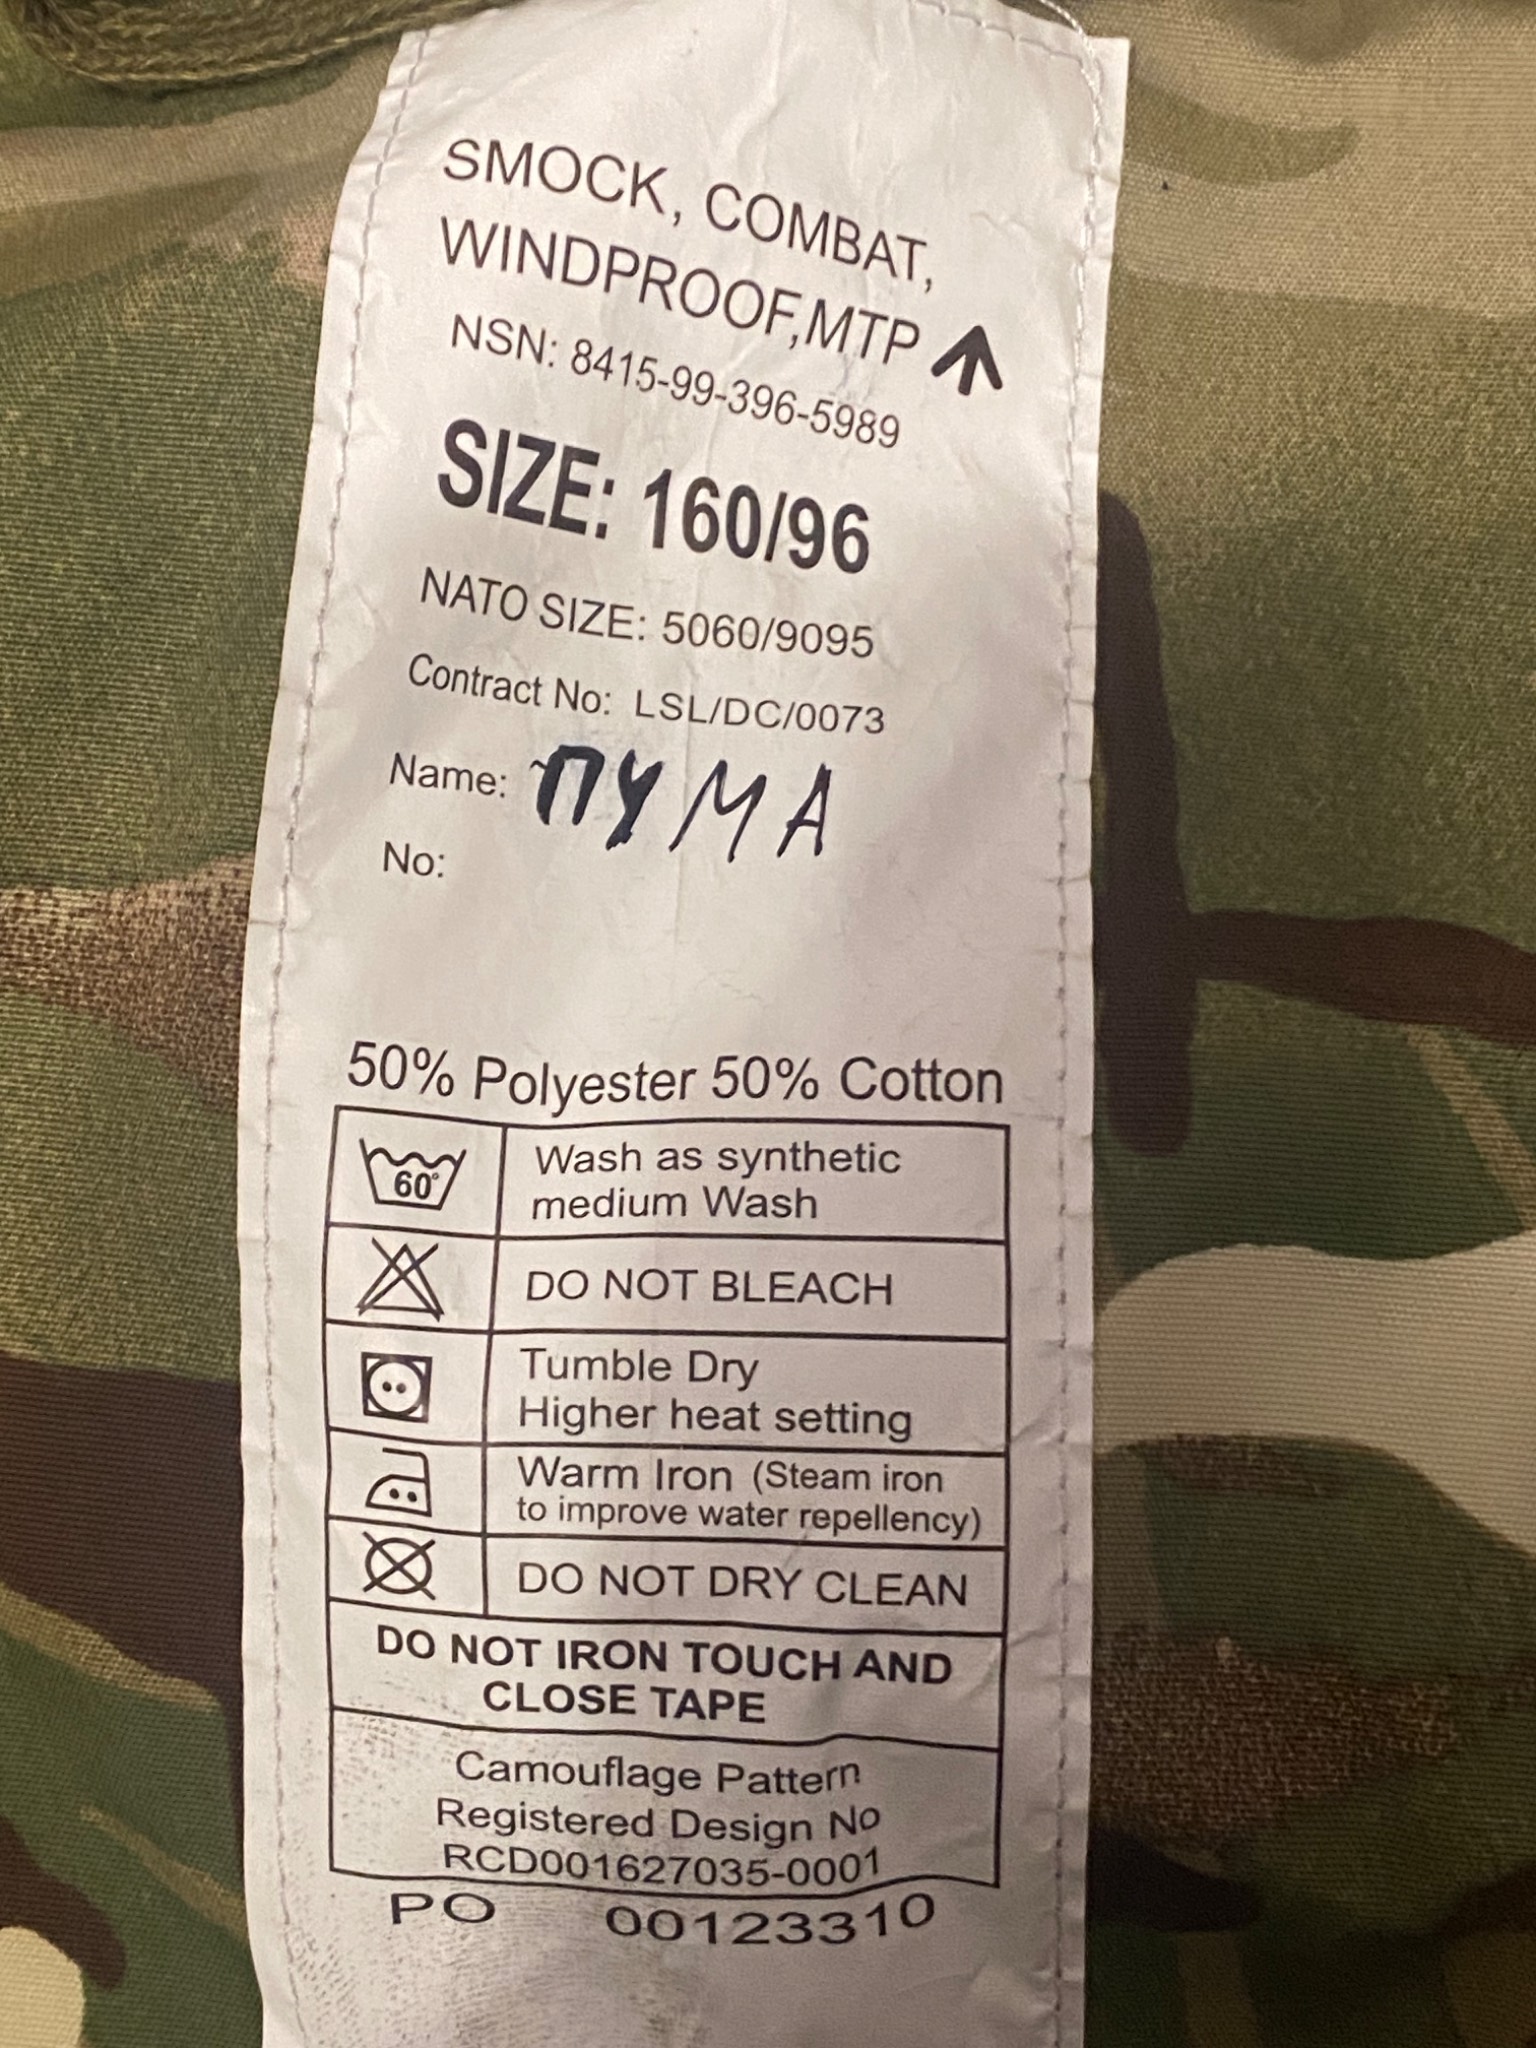 SMOCK, COMBAT,
WINDPROOF,MTP
NSN: 8415-99-396-5989
SIZE: 160/96
NATO SIZE: 5060/9095
Contract No: LSL/DC/0073
Name: ПУМА
No:
50% Polyester 50% Cotton
60° Wash as synthetic
medium Wash
DO NOT BLEACH
Tumble Dry
Higher heat setting
Warm Iron (Steam iron
to improve water repellency)
DO NOT DRY CLEAN
DO NOT IRON TOUCH AND
CLOSE TAPE
Camouflage Pattern
Registered Design No
RCD001627035-0001
PO 00123310